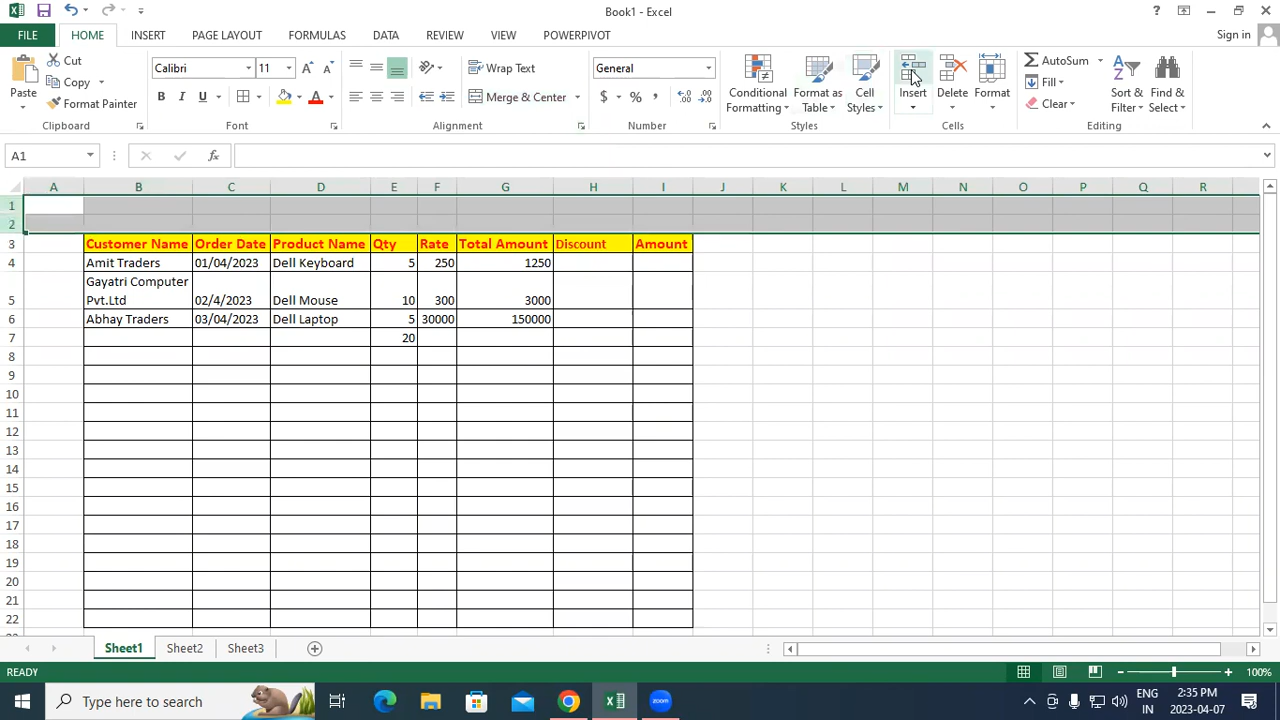 Book1 - Excel
?
FILE HOME INSERT PAGE LAYOUT FORMULAS DATA REVIEW VIEW POWERPIVOT Sign in
Paste Cut Copy Format Painter Clipboard
Calibri 11 A A B I U A Font
Wrap Text Merge & Center Alignment
General $ % , Number
Conditional Formatting Format as Table Cell Styles Styles
Insert Delete Format Cells
AutoSum Fill Clear Sort & Filter Find & Select Editing
A1 fx
A B C D E F G H I J K L M N O P Q R
1
2
3 Customer Name Order Date Product Name Qty Rate Total Amount Discount Amount
4 Amit Traders 01/04/2023 Dell Keyboard 5 250 1250
Gayatri Computer
5 Pvt.Ltd 02/4/2023 Dell Mouse 10 300 3000
6 Abhay Traders 03/04/2023 Dell Laptop 5 30000 150000
7 20
8
9
10
11
12
13
14
15
16
17
18
19
20
21
22
Sheet1 Sheet2 Sheet3
READY 100%
Type here to search zoom ENG IN 2:35 PM 2023-04-07